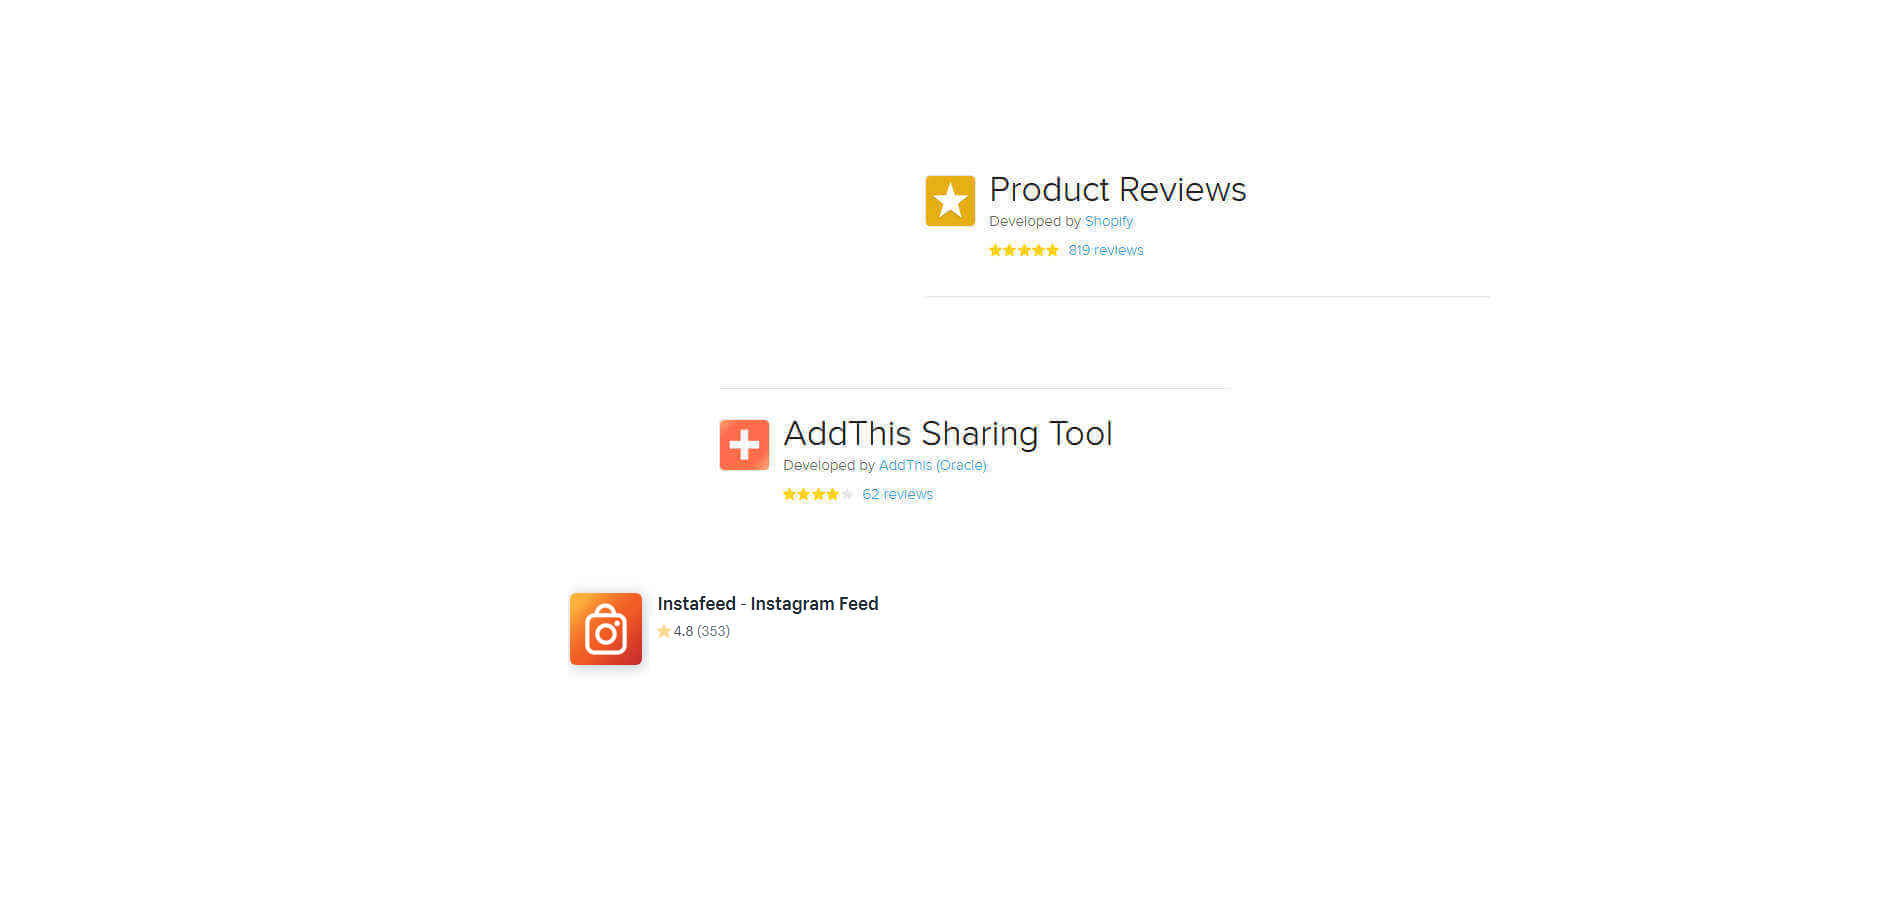 Product Reviews
Developed by Shopify
819 reviews
AddThis Sharing Tool
Developed by AddThis (Oracle)
62 reviews
Instafeed - Instagram Feed
4.8 (353)